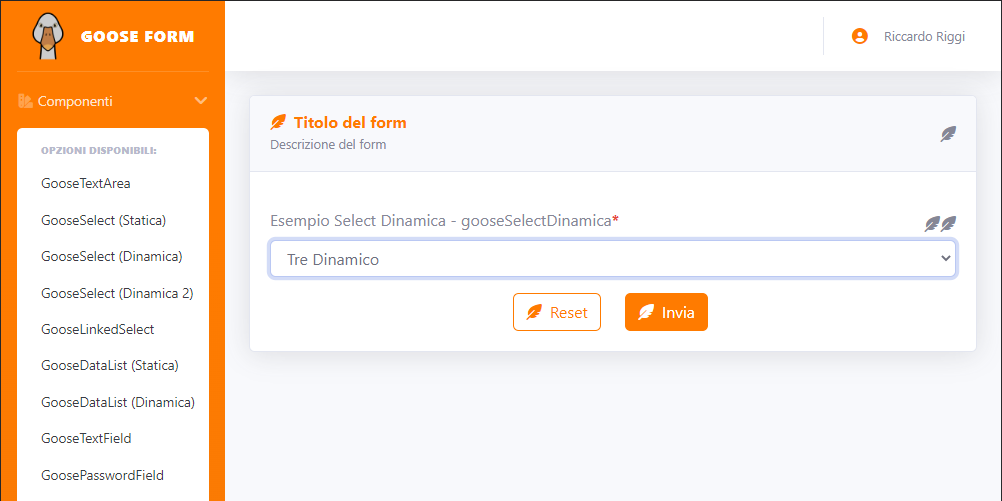 GOOSE FORM
Riccardo Riggi
Componenti
OPZIONI DISPONIBILI:
GooseTextArea
GooseSelect (Statica)
GooseSelect (Dinamica)
GooseSelect (Dinamica 2)
GooseLinkedSelect
GooseDataList (Statica)
GooseDataList (Dinamica)
GooseTextField
GoosePasswordField
Titolo del form
Descrizione del form
Esempio Select Dinamica - gooseSelectDinamica*
Tre Dinamico
Reset
Invia